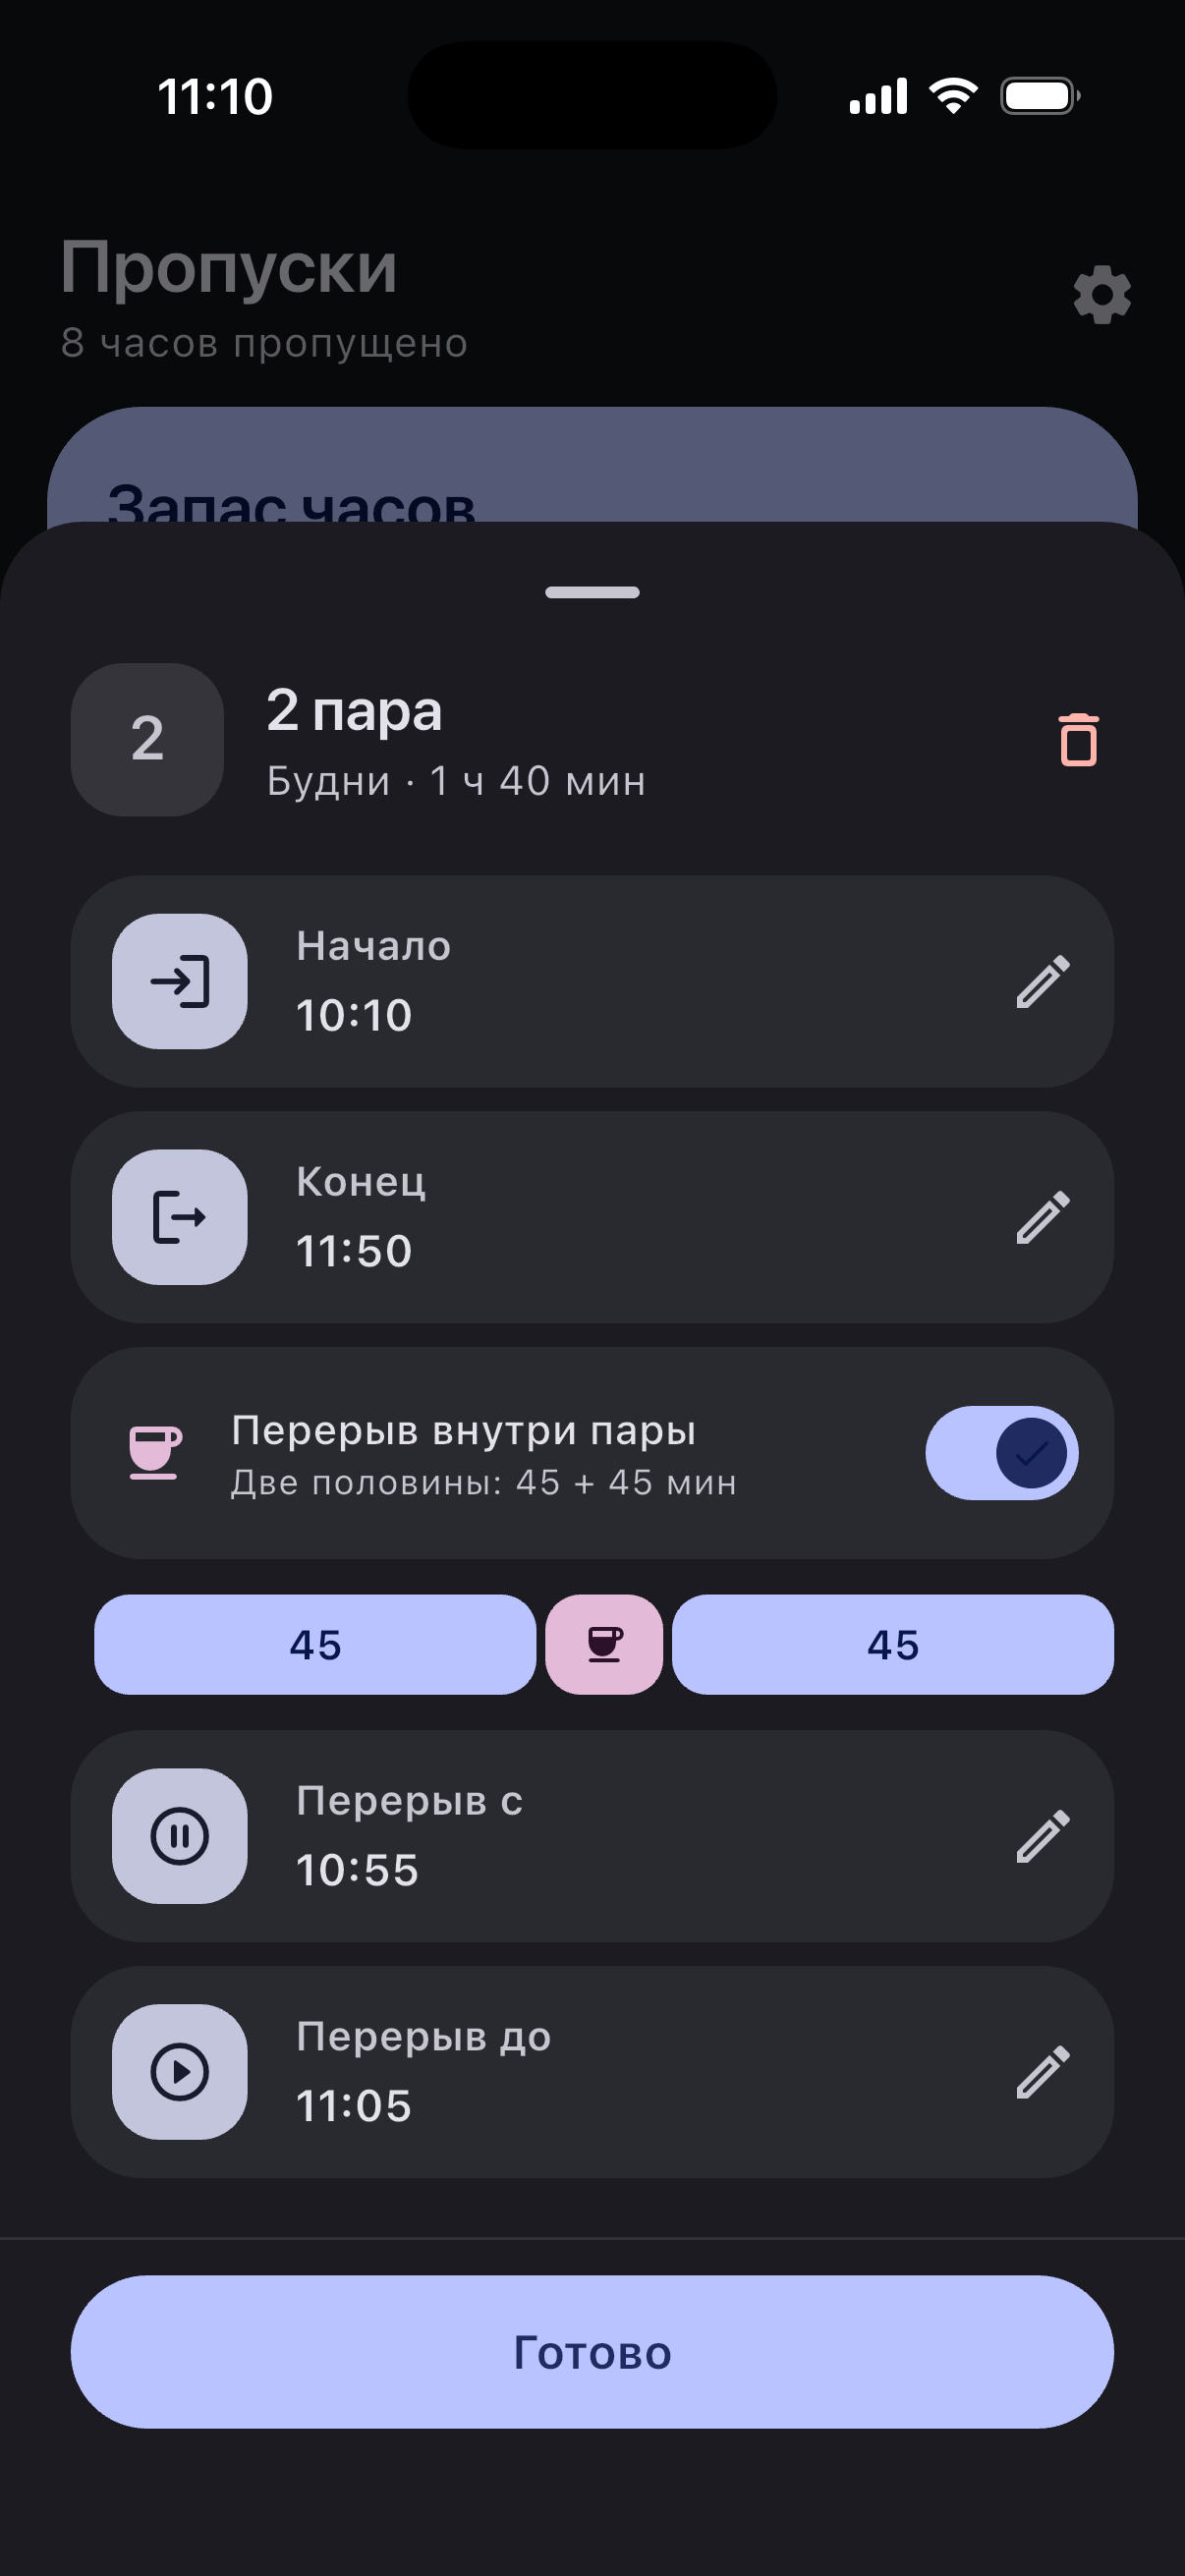 11:10
Пропуски
8 часов пропущено
Запас часов
2
2 пара
Будни · 1 ч 40 мин
Начало
10:10
Конец
11:50
Перерыв внутри пары
Две половины: 45 + 45 мин
45
45
Перерыв с
10:55
Перерыв до
11:05
Готово